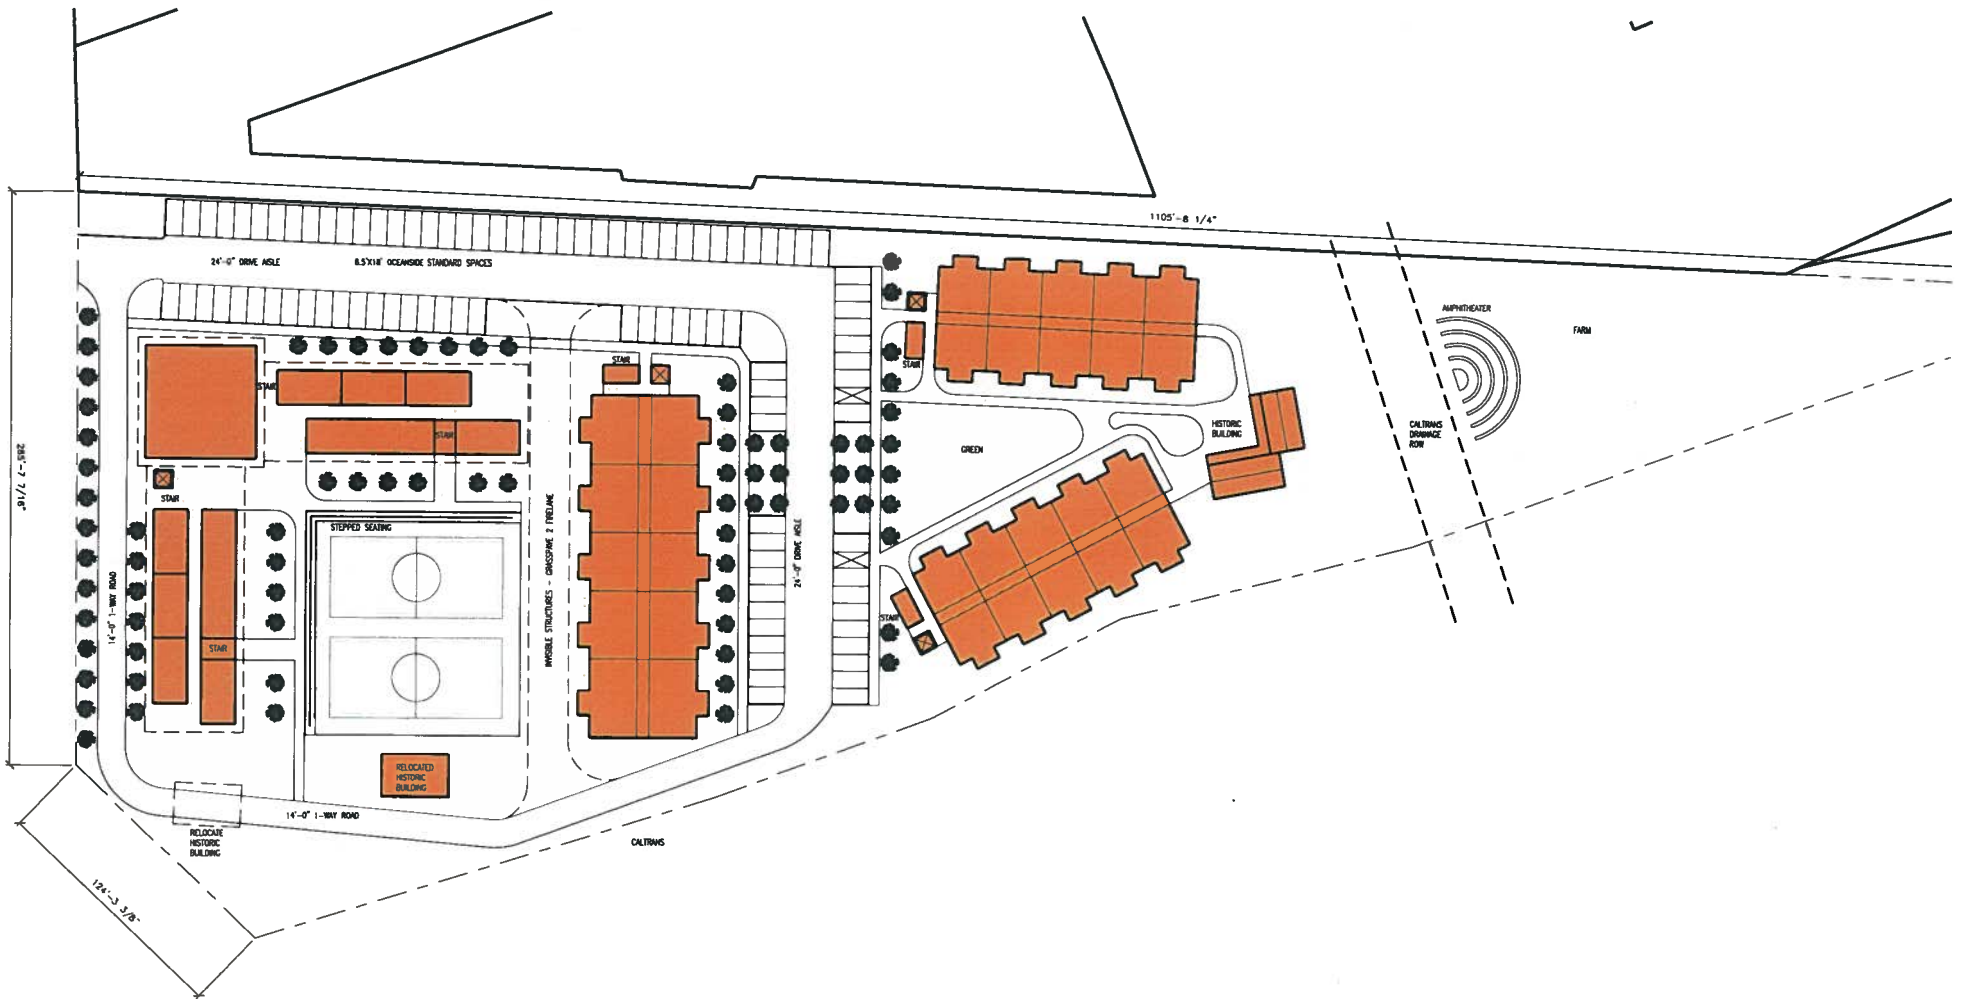 1105'-8 1/4"
24'-0" DRIVE AISLE
8.5'X18' OCEANSIDE STANDARD SPACES
AMPHITHEATER
FARM
STAIR
STAIR
STAIR
STAIR
HISTORIC
BUILDING
CALTRANS
DRAINAGE
ROW
GREEN
285'-7 7/16"
STAIR
STEPPED SEATING
INVISIBLE STRUCTURES - GRASSPAVE 2 FIRELANE
24'-0" DRIVE AISLE
14'-0" 1-WAY ROAD
STAIR
STAIR
RELOCATED
HISTORIC
BUILDING
14'-0" 1-WAY ROAD
RELOCATE
HISTORIC
BUILDING
CALTRANS
124'-3 3/8"